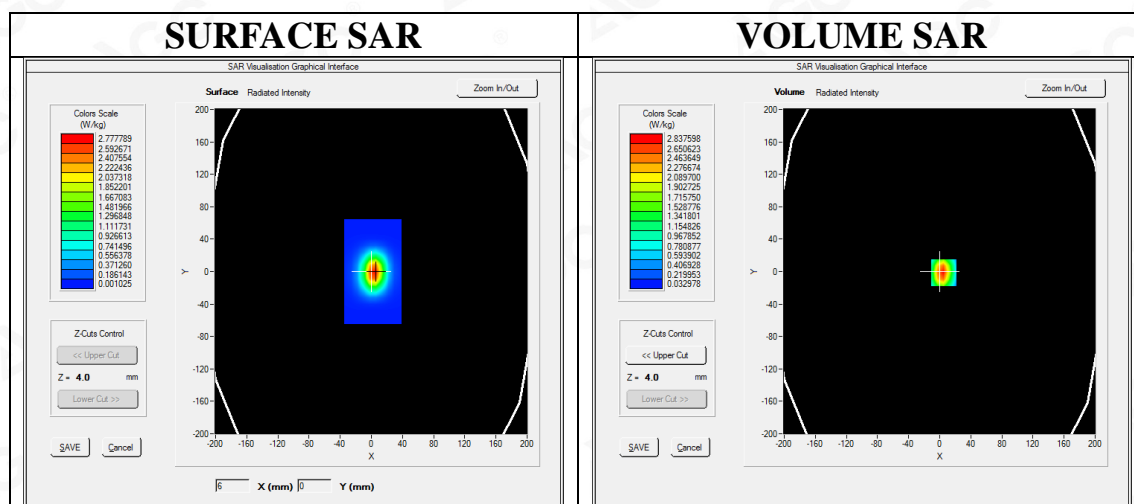 SURFACE SAR
SAR Visualisation Graphical Interface
Surface Radiated Intensity
Zoom In/Out
Colors Scale
(W/kg)
2.777789
2.592671
2.407554
2.222436
2.037318
1.852201
1.667083
1.481966
1.296848
1.111731
0.926613
0.741496
0.556378
0.371260
0.186143
0.001025
Z-Cuts Control
<< Upper Cut
Z = 4.0 mm
Lower Cut >>
SAVE Cancel
200
160
120
80
40
0
-40
-80
-120
-160
-200
Y
-200 -160 -120 -80 -40 0 40 80 120 160 200
X
6 X (mm) 0 Y (mm)
VOLUME SAR
SAR Visualisation Graphical Interface
Volume Radiated Intensity
Zoom In/Out
Colors Scale
(W/kg)
2.837598
2.650623
2.463649
2.276674
2.089700
1.902725
1.715750
1.528776
1.341801
1.154826
0.967852
0.780877
0.593902
0.406928
0.219953
0.032978
Z-Cuts Control
<< Upper Cut
Z = 4.0 mm
Lower Cut >>
SAVE Cancel
200
160
120
80
40
0
-40
-80
-120
-160
-200
Y
-200 -160 -120 -80 -40 0 40 80 120 160 200
X